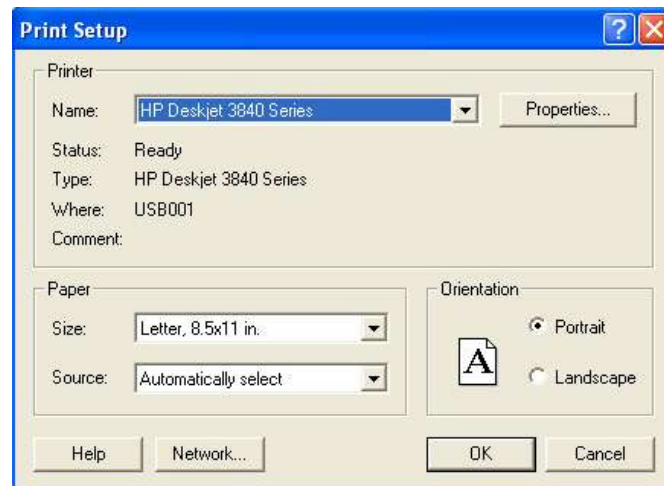 Print Setup
Printer
Name: HP Deskjet 3840 Series Properties...
Status: Ready
Type: HP Deskjet 3840 Series
Where: USB001
Comment:
Paper
Size: Letter, 8.5x11 in.
Source: Automatically select
Orientation
A
Portrait
Landscape
Help Network... OK Cancel